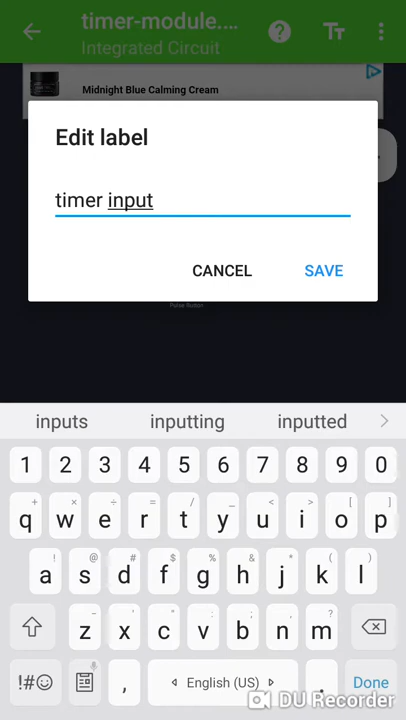 timer-module....
Integrated Circuit
Midnight Blue Calming Cream
Edit label
timer input
CANCEL SAVE
Pulse Button
inputs inputting inputted
1 2 3 4 5 6 7 8 9 0
+ × ÷ = / _ < > [ ]
q w e r t y u i o p
! @ # $ % & * ( )
a s d f g h j k l
- ' " : ; , ?
z x c v b n m
!#☺ , English (US) . Done
DU Recorder